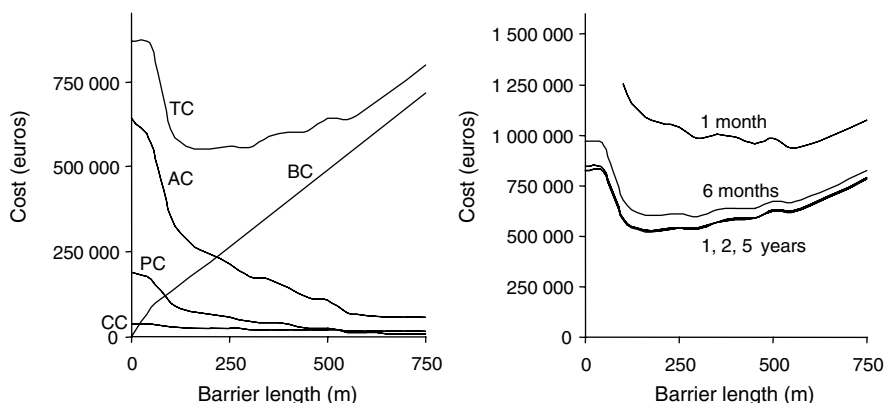 Cost (euros)
750 000
500 000
250 000
0
TC
AC
PC
CC
BC
0
250
500
750
Barrier length (m)
Cost (euros)
1 500 000
1 250 000
1 000 000
750 000
500 000
250 000
0
1 month
6 months
1, 2, 5 years
0
250
500
750
Barrier length (m)